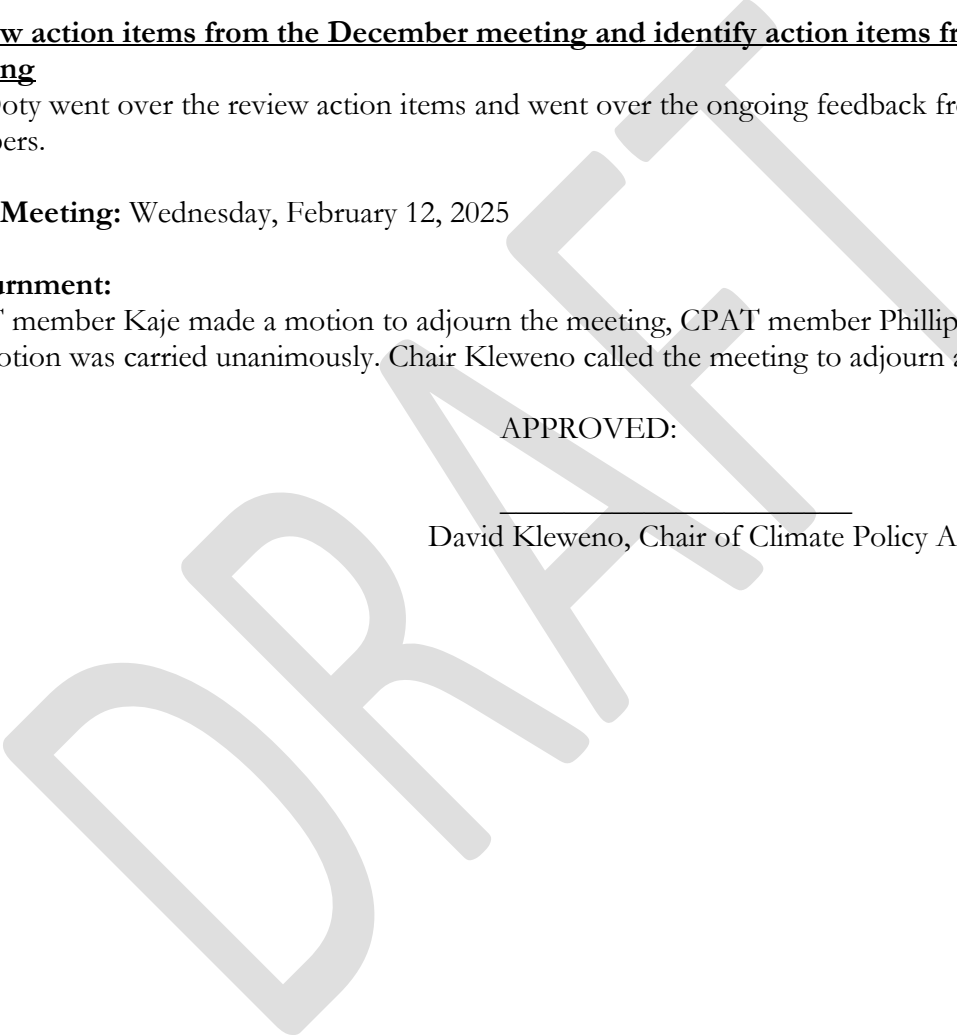 w action items from the December meeting and identify action items fr
ng
oty went over the review action items and went over the ongoing feedback fr
bers.
Meeting: Wednesday, February 12, 2025
urnment:
T member Kaje made a motion to adjourn the meeting, CPAT member Phillip
otion was carried unanimously. Chair Kleweno called the meeting to adjourn a
APPROVED:
David Kleweno, Chair of Climate Policy A
DRAFT